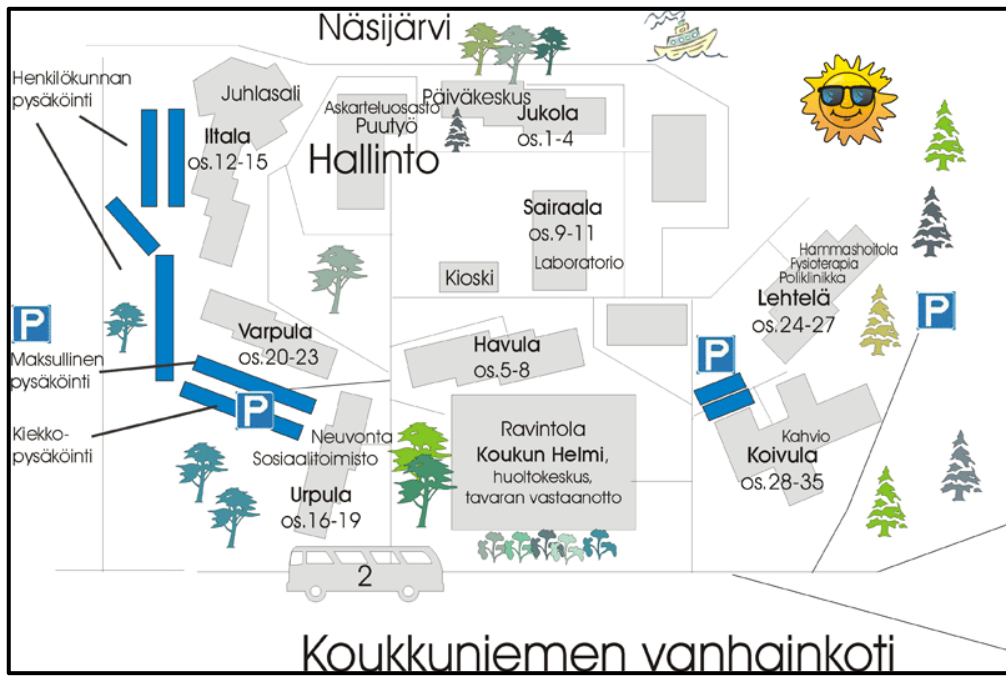 Näsijärvi
Henkilökunnan
pysäköinti
Juhlasali
Iltala
os.12-15
Askarteluosasto
Puutyö
Hallinto
Päiväkeskus
Jukola
os.1-4
Sairaala
os.9-11
Laboratorio
Kioski
Hammashoitola
Fysioterapia
Poliklinikka
Lehtelä
os.24-27
P
P
P
Varpula
os.20-23
Havula
os.5-8
Maksullinen
pysäköinti
P
Kiekko-
pysäköinti
Neuvonta
Sosiaalitoimisto
Urpula
os.16-19
Ravintola
Koukun Helmi,
huoltokeskus,
tavaran vastaanotto
Kahvio
Koivula
os.28-35
2
Koukkuniemen vanhainkoti